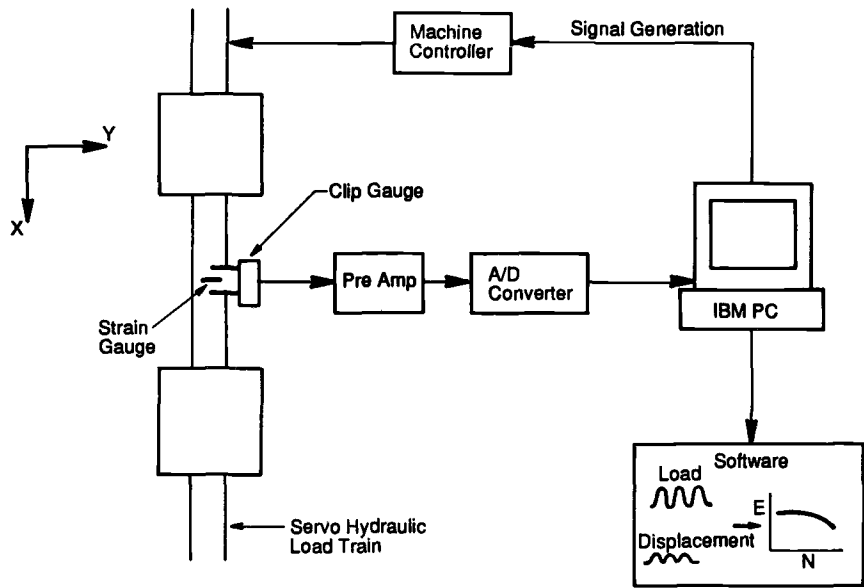 Machine
Controller
Signal Generation
Y
X
Clip Gauge
Pre Amp
A/D
Converter
IBM PC
Strain
Gauge
Software
Load
E
Displacement
N
Servo Hydraulic
Load Train